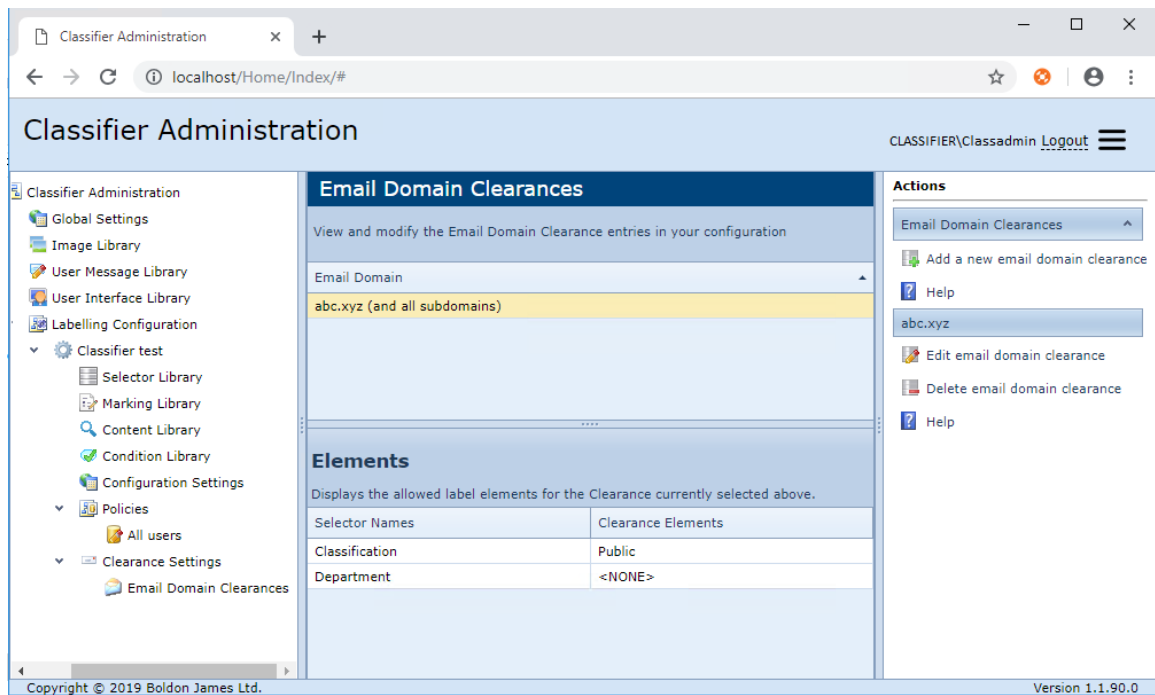 Classifier Administration
localhost/Home/Index/#
Classifier Administration
CLASSIFIER\Classadmin Logout
Classifier Administration
Global Settings
Image Library
User Message Library
User Interface Library
Labelling Configuration
Classifier test
Selector Library
Marking Library
Content Library
Condition Library
Configuration Settings
Policies
All users
Clearance Settings
Email Domain Clearances
Email Domain Clearances
View and modify the Email Domain Clearance entries in your configuration
Email Domain
abc.xyz (and all subdomains)
Elements
Displays the allowed label elements for the Clearance currently selected above.
Selector Names Clearance Elements
Classification Public
Department <NONE>
Actions
Email Domain Clearances
Add a new email domain clearance
Help
abc.xyz
Edit email domain clearance
Delete email domain clearance
Help
Copyright © 2019 Boldon James Ltd. Version 1.1.90.0